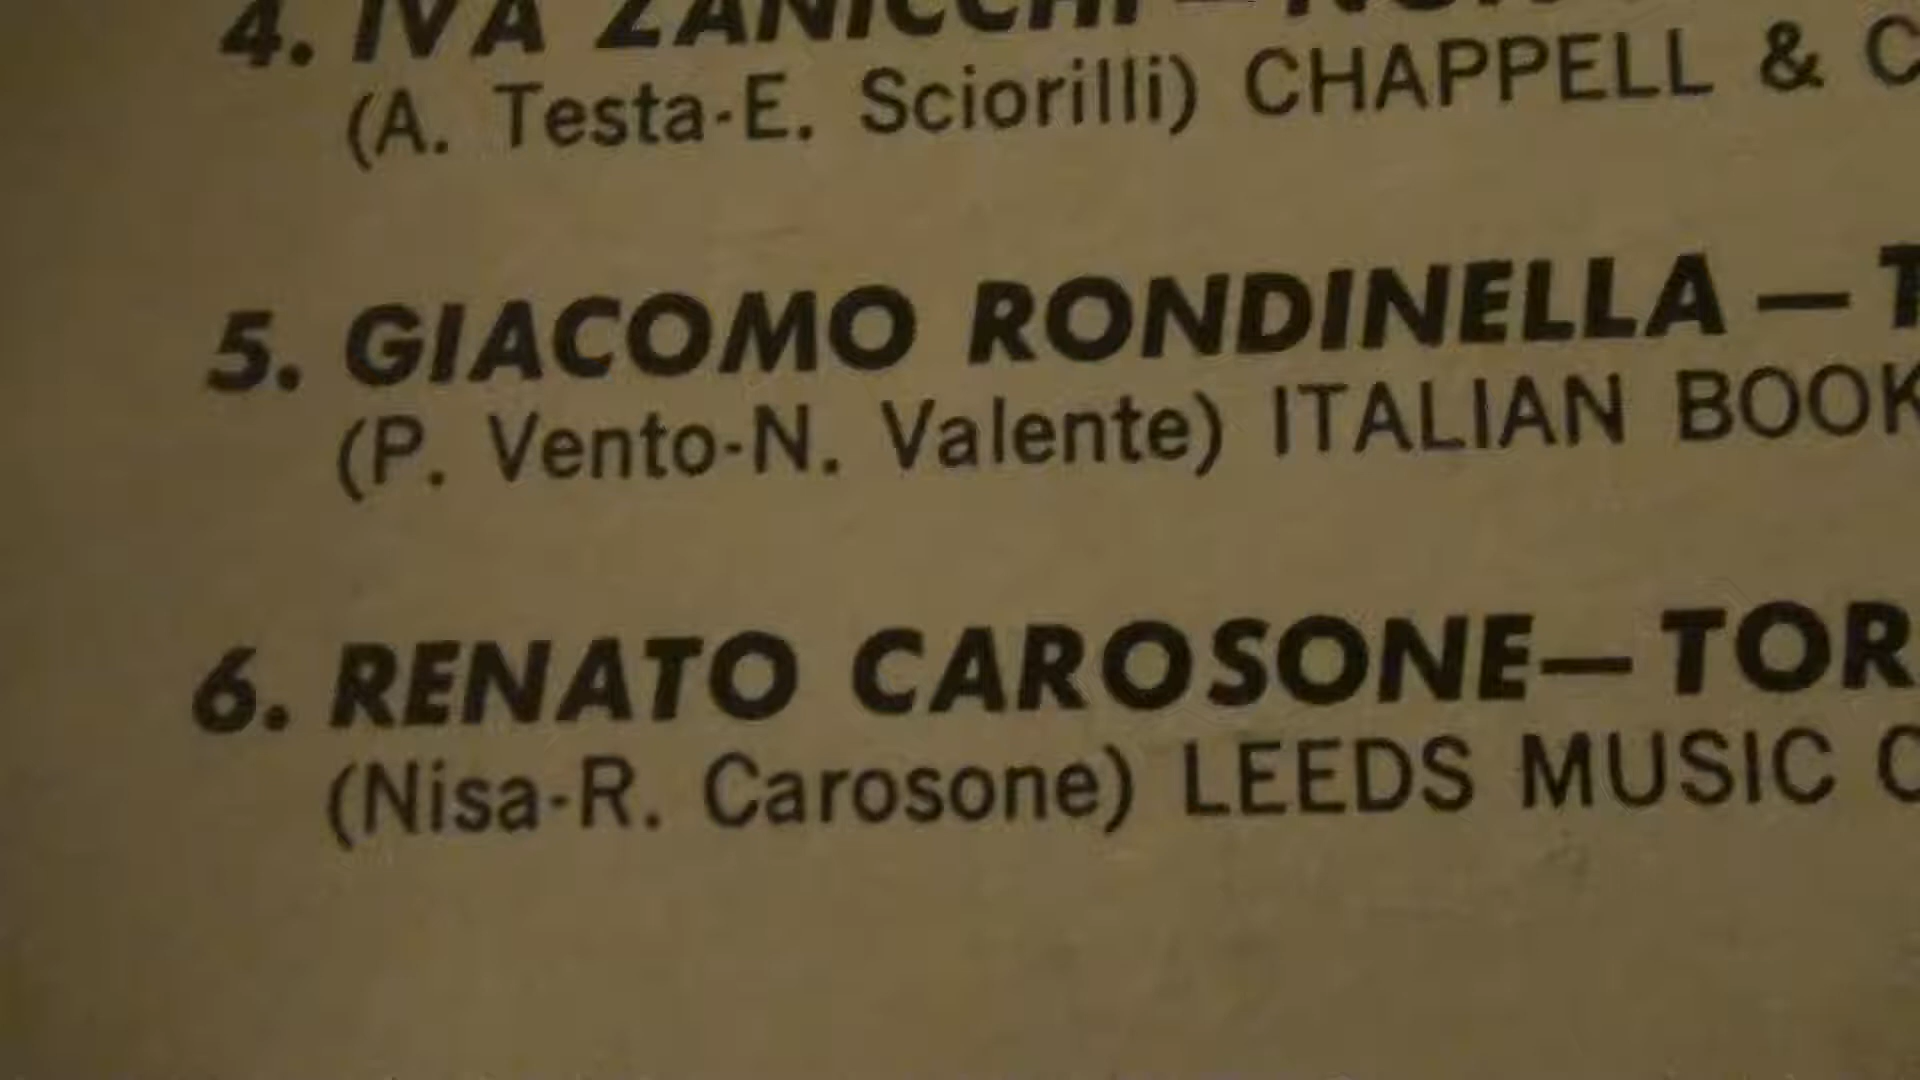 4. IVA ZANICCHI — NON
(A. Testa-E. Sciorilli) CHAPPELL & C
5. GIACOMO RONDINELLA — T
(P. Vento-N. Valente) ITALIAN BOOK
6. RENATO CAROSONE—TOR
(Nisa-R. Carosone) LEEDS MUSIC C